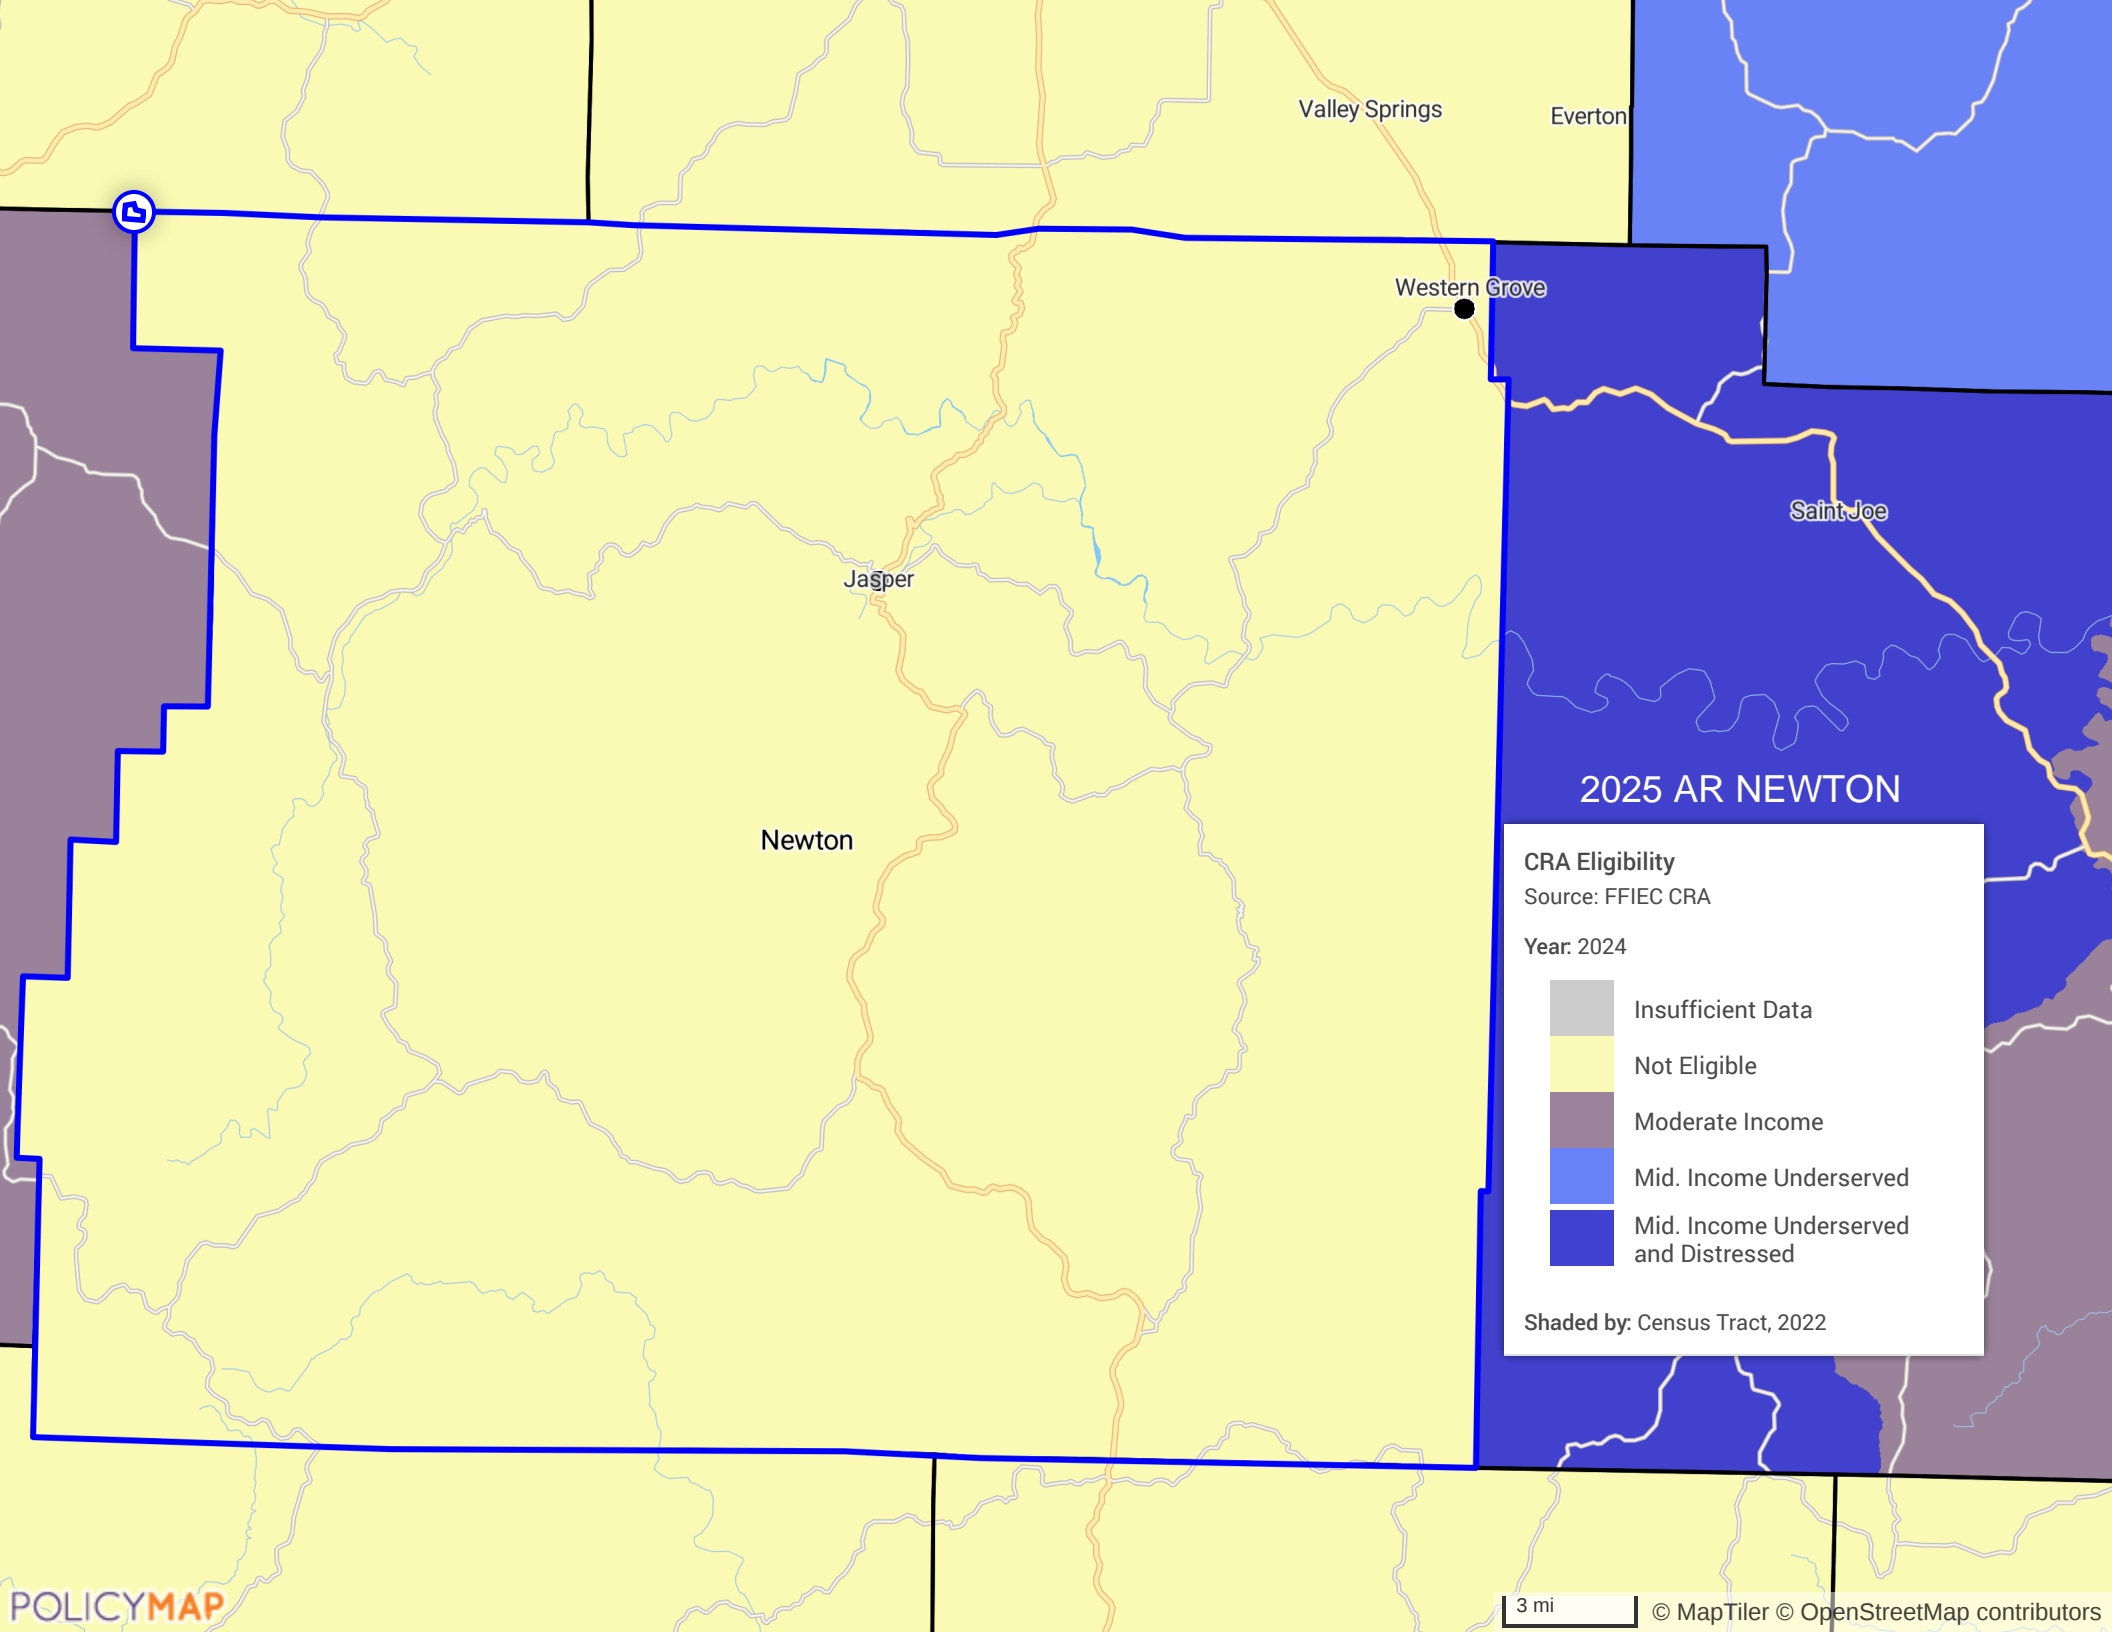 Valley Springs
Everton
Western Grove
Saint Joe
Jasper
Newton
2025 AR NEWTON
CRA Eligibility
Source: FFIEC CRA
Year: 2024
Insufficient Data
Not Eligible
Moderate Income
Mid. Income Underserved
Mid. Income Underserved
and Distressed
Shaded by: Census Tract, 2022
POLICYMAP
3 mi
© MapTiler © OpenStreetMap contributors